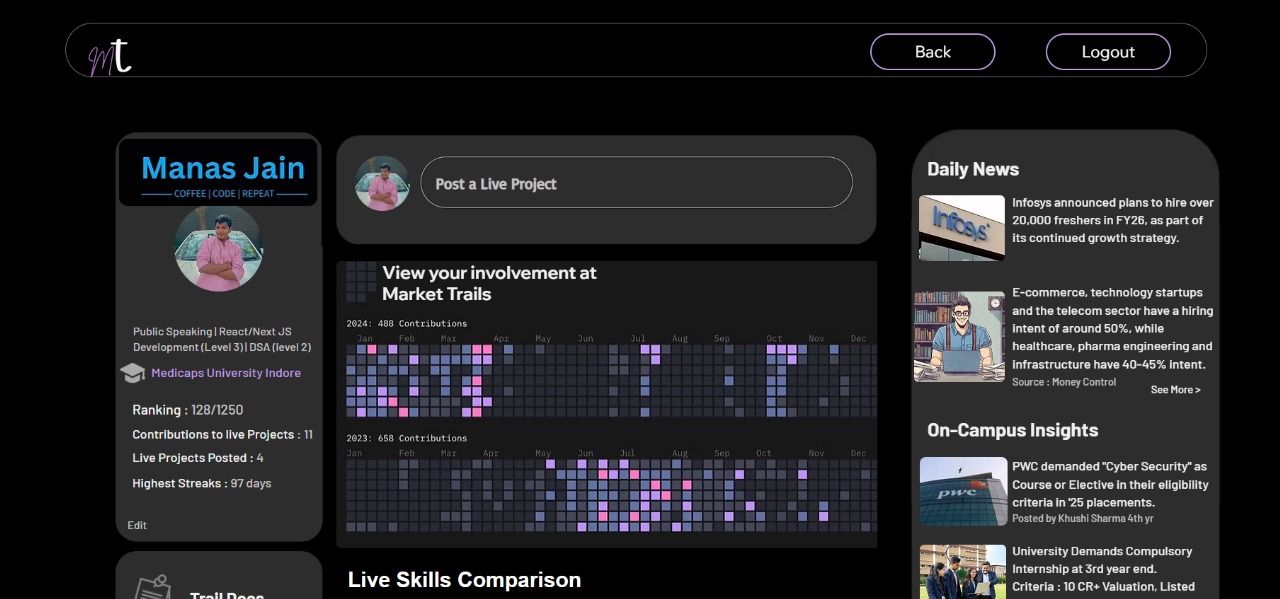 Mt
Back
Logout
Manas Jain
COFFEE | CODE | REPEAT
Public Speaking | React/Next JS
Development (Level 3) | DSA (level 2)
Medicaps University Indore
Ranking : 128/1250
Contributions to live Projects : 11
Live Projects Posted : 4
Highest Streaks : 97 days
Edit
Post a Live Project
View your involvement at
Market Trails
2024: 488 Contributions
Jan Feb Mar Apr May Jun Jul Aug Sep Oct Nov Dec
2023: 658 Contributions
Jan Feb Mar Apr May Jun Jul Aug Sep Oct Nov Dec
Live Skills Comparison
Daily News
Infosys
Infosys announced plans to hire over
20,000 freshers in FY26, as part of
its continued growth strategy.
E-commerce, technology startups
and the telecom sector have a hiring
intent of around 50%, while
healthcare, pharma engineering and
infrastructure have 40-45% intent.
Source : Money Control
See More >
On-Campus Insights
pwc
PWC demanded "Cyber Security" as
Course or Elective in their eligibility
criteria in '25 placements.
Posted by Khushi Sharma 4th yr
University Demands Compulsory
Internship at 3rd year end.
Criteria : 10 CR+ Valuation, Listed